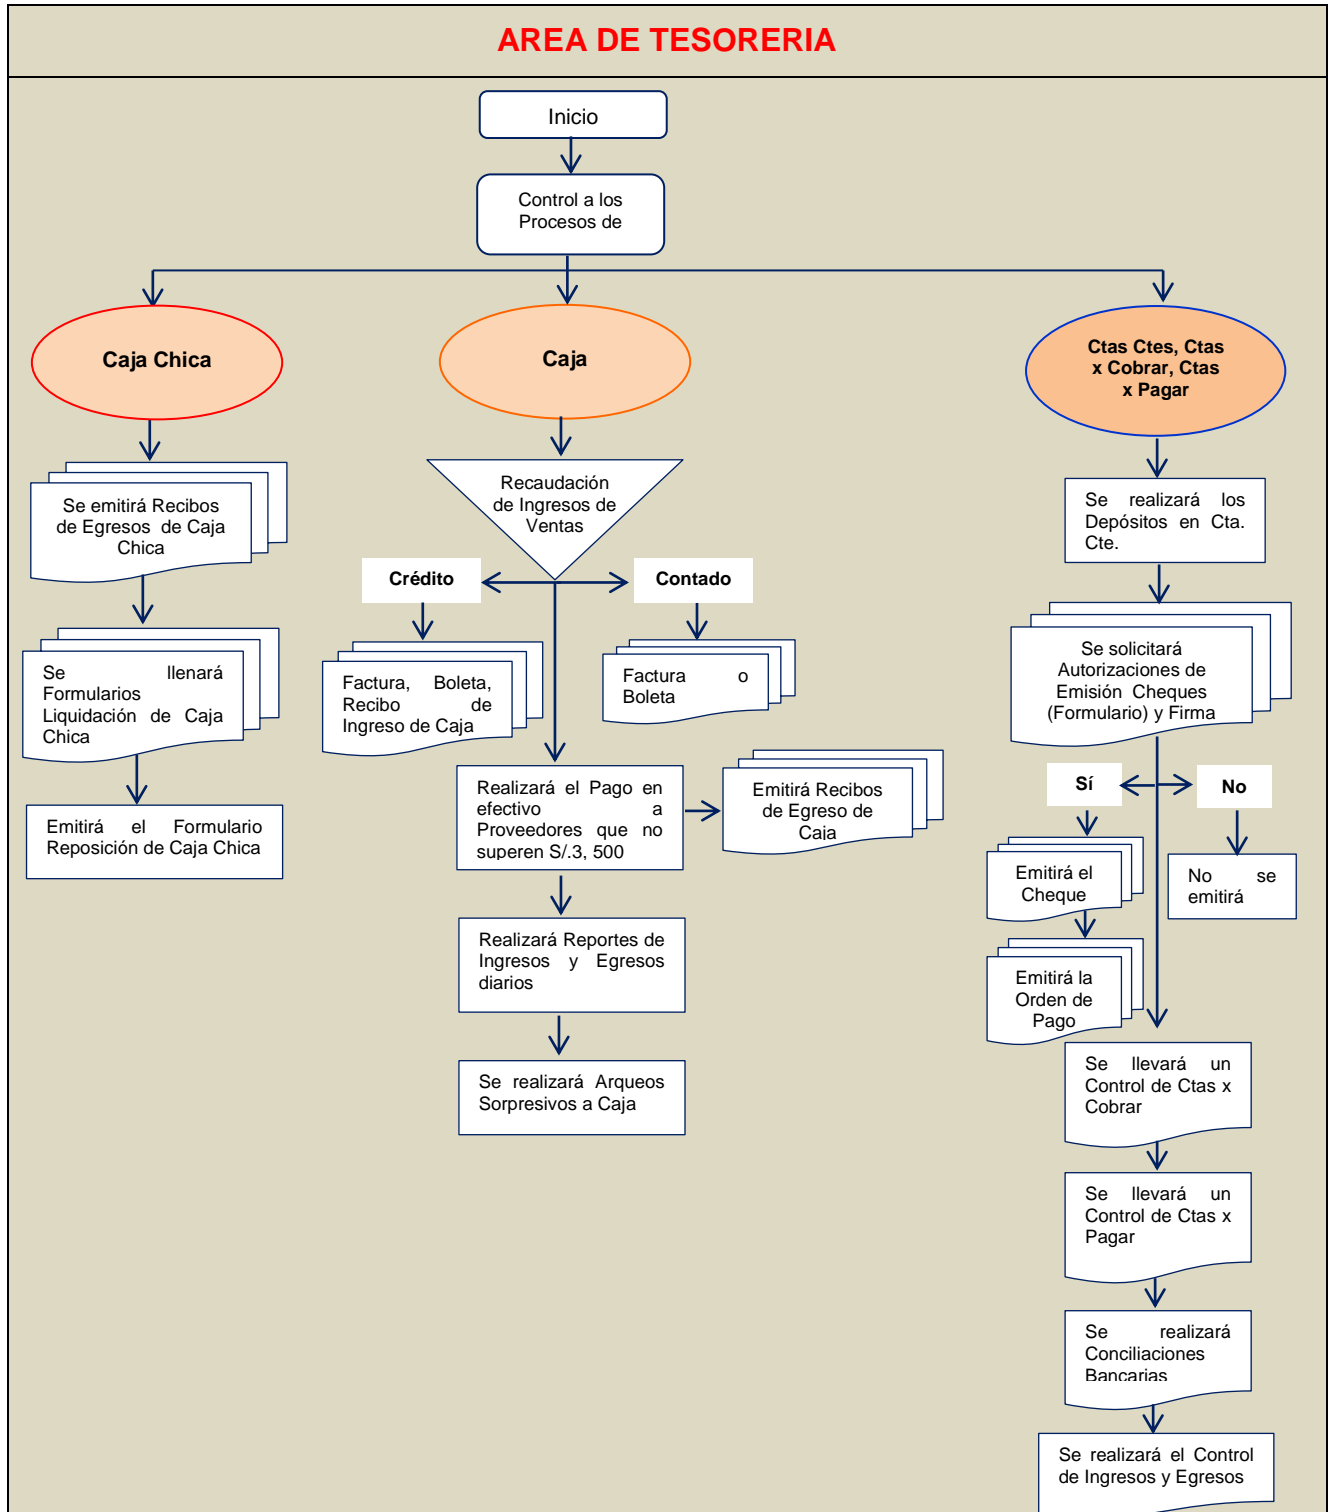 AREA DE TESORERIA
Inicio
Control a los
Procesos de
Caja Chica
Se emitirá Recibos
de Egresos de Caja
Chica
Se llenará
Formularios
Liquidación de Caja
Chica
Emitirá el Formulario
Reposición de Caja Chica
Caja
Recaudación
de Ingresos de
Ventas
Crédito
Contado
Factura, Boleta,
Recibo de
Ingreso de Caja
Factura o
Boleta
Realizará el Pago en
efectivo a
Proveedores que no
superen S/.3, 500
Emitirá Recibos
de Egreso de
Caja
Realizará Reportes de
Ingresos y Egresos
diarios
Se realizará Arqueos
Sorpresivos a Caja
Ctas Ctes, Ctas
x Cobrar, Ctas
x Pagar
Se realizará los
Depósitos en Cta.
Cte.
Se solicitará
Autorizaciones de
Emisión Cheques
(Formulario) y Firma
Sí
No
Emitirá el
Cheque
No se
emitirá
Emitirá la
Orden de
Pago
Se llevará un
Control de Ctas x
Cobrar
Se llevará un
Control de Ctas x
Pagar
Se realizará
Conciliaciones
Bancarias
Se realizará el Control
de Ingresos y Egresos